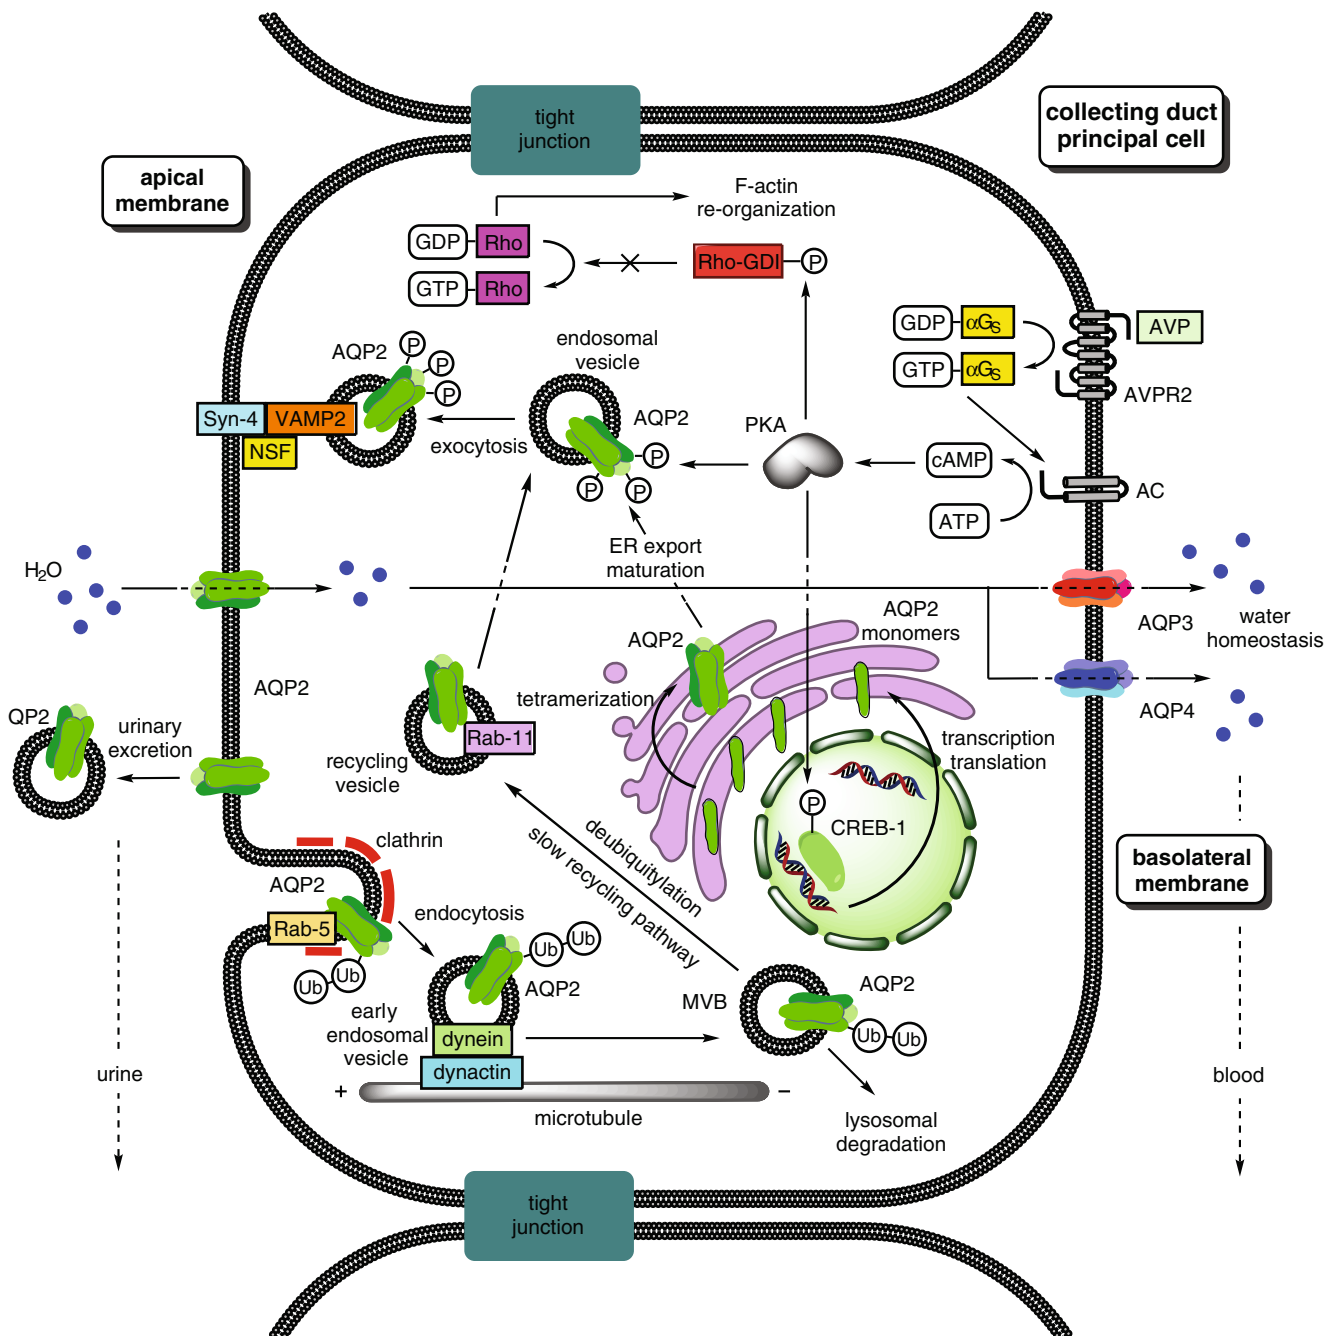 tight
junction
collecting duct
principal cell
apical
membrane
F-actin
re-organization
GDP
Rho
GTP
Rho
Rho-GDI
P
GDP
αGS
GTP
αGS
AVP
AVPR2
endosomal
vesicle
AQP2
P
P
P
Syn-4
VAMP2
NSF
exocytosis
AQP2
P
P
P
PKA
cAMP
ATP
AC
H2O
ER export
maturation
AQP2
monomers
AQP3
water
homeostasis
AQP2
AQP2
tetramerization
AQP4
QP2
urinary
excretion
Rab-11
recycling
vesicle
transcription
translation
P
CREB-1
clathrin
deubiquitylation
slow recycling pathway
basolateral
membrane
AQP2
Rab-5
Ub
Ub
endocytosis
Ub
Ub
AQP2
early
endosomal
vesicle
dynein
dynactin
MVB
AQP2
Ub
Ub
+
–
microtubule
lysosomal
degradation
urine
blood
tight
junction